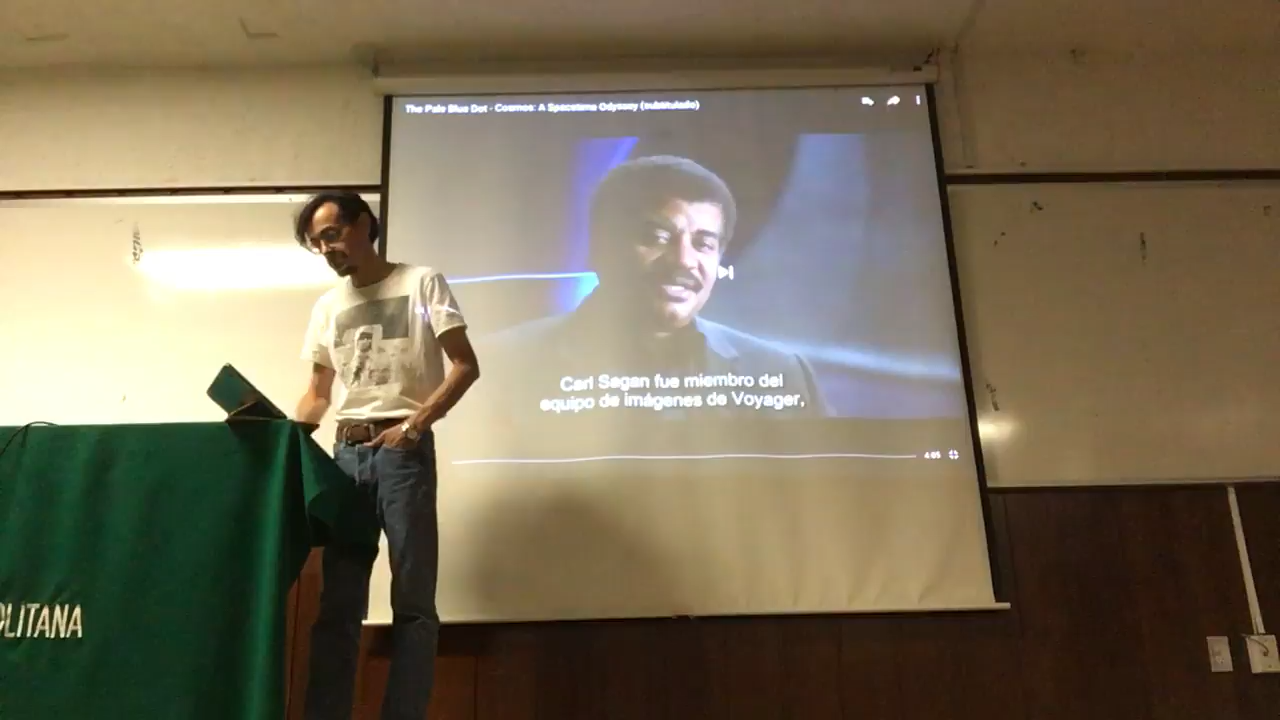 The Pale Blue Dot - Cosmos: A Spacetime Odyssey (subtitulado)
Carl Sagan fue miembro del
equipo de imágenes de Voyager,
4:05
OLITANA